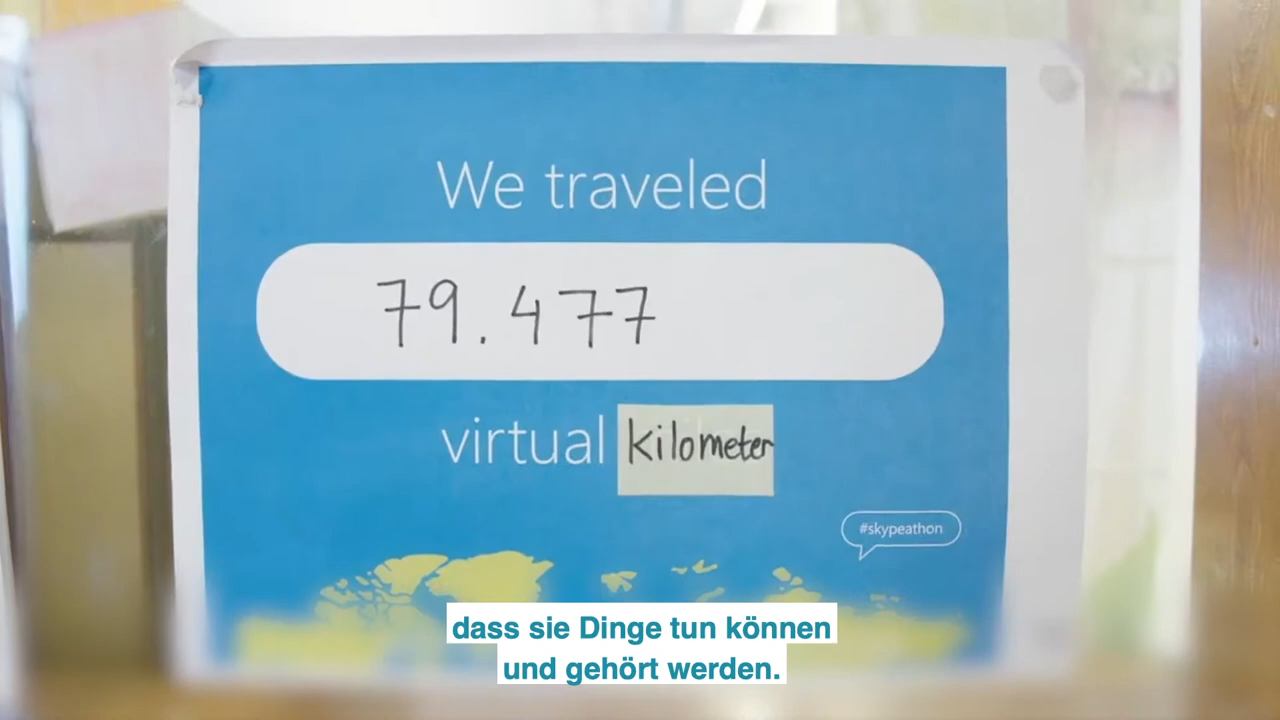 We traveled
79.477
virtual kilometer
#skypeathon
dass sie Dinge tun können
und gehört werden.